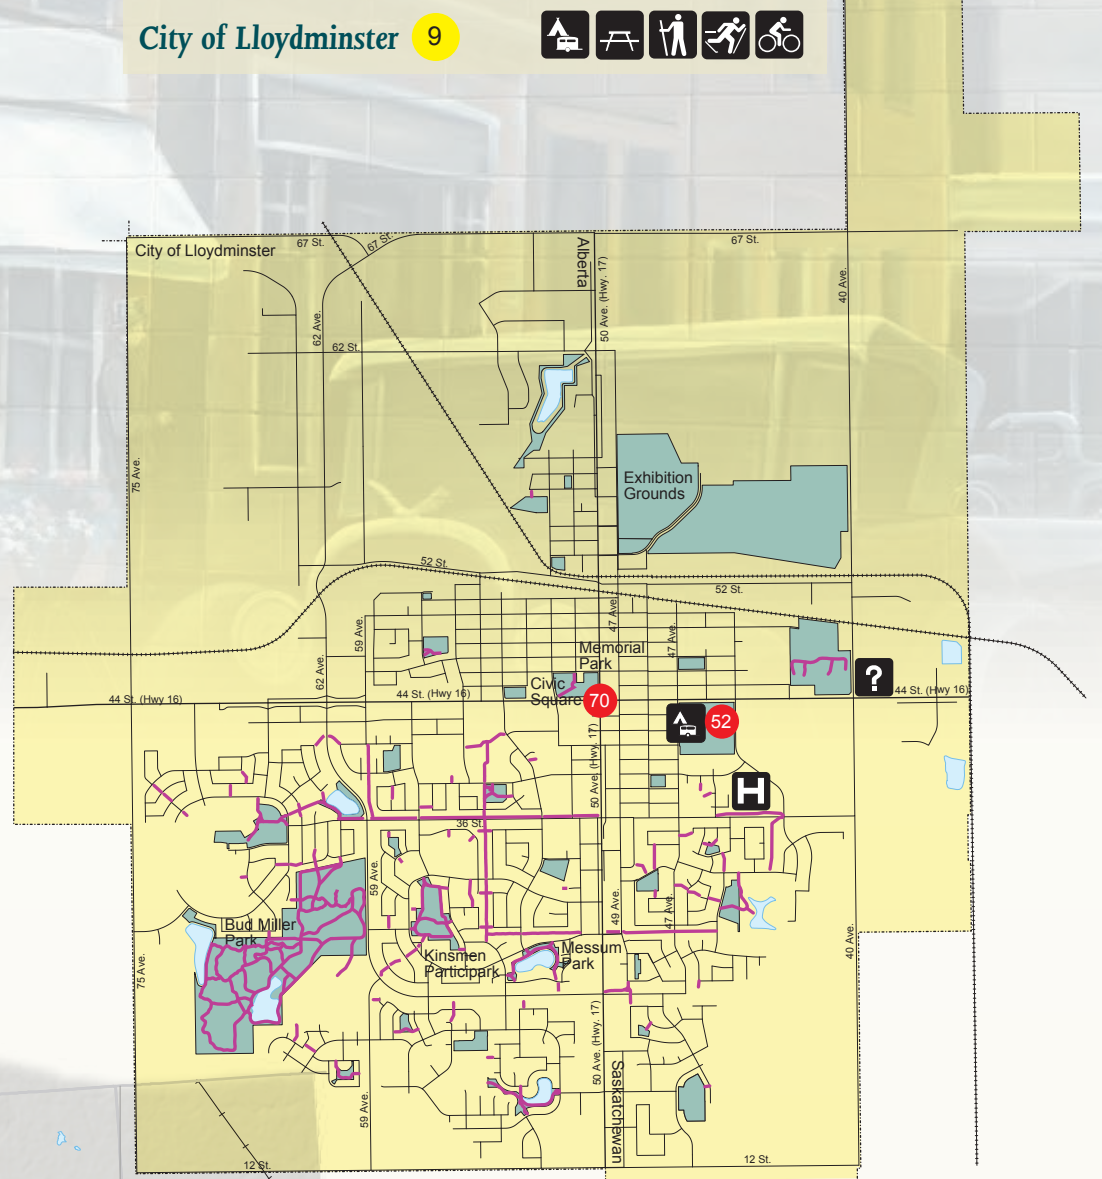 City of Lloydminster 9
City of Lloydminster
67 St.
67 St.
67 St.
Alberta
50 Ave. (Hwy. 17)
40 Ave.
62 Ave.
62 St.
75 Ave.
Exhibition
Grounds
52 St.
52 St.
47 Ave.
59 Ave.
47 Ave.
Memorial
Park
62 Ave.
Civic
Square
70
?
44 St. (Hwy 16)
44 St. (Hwy 16)
44 St. (Hwy 16)
52
50 Ave. (Hwy. 17)
H
36 St.
59 Ave.
49 Ave.
47 Ave.
Bud Miller
Park
40 Ave.
Kinsmen
Participark
Messum
Park
75 Ave.
50 Ave. (Hwy. 17)
Saskatchewan
59 Ave.
12 St.
12 St.